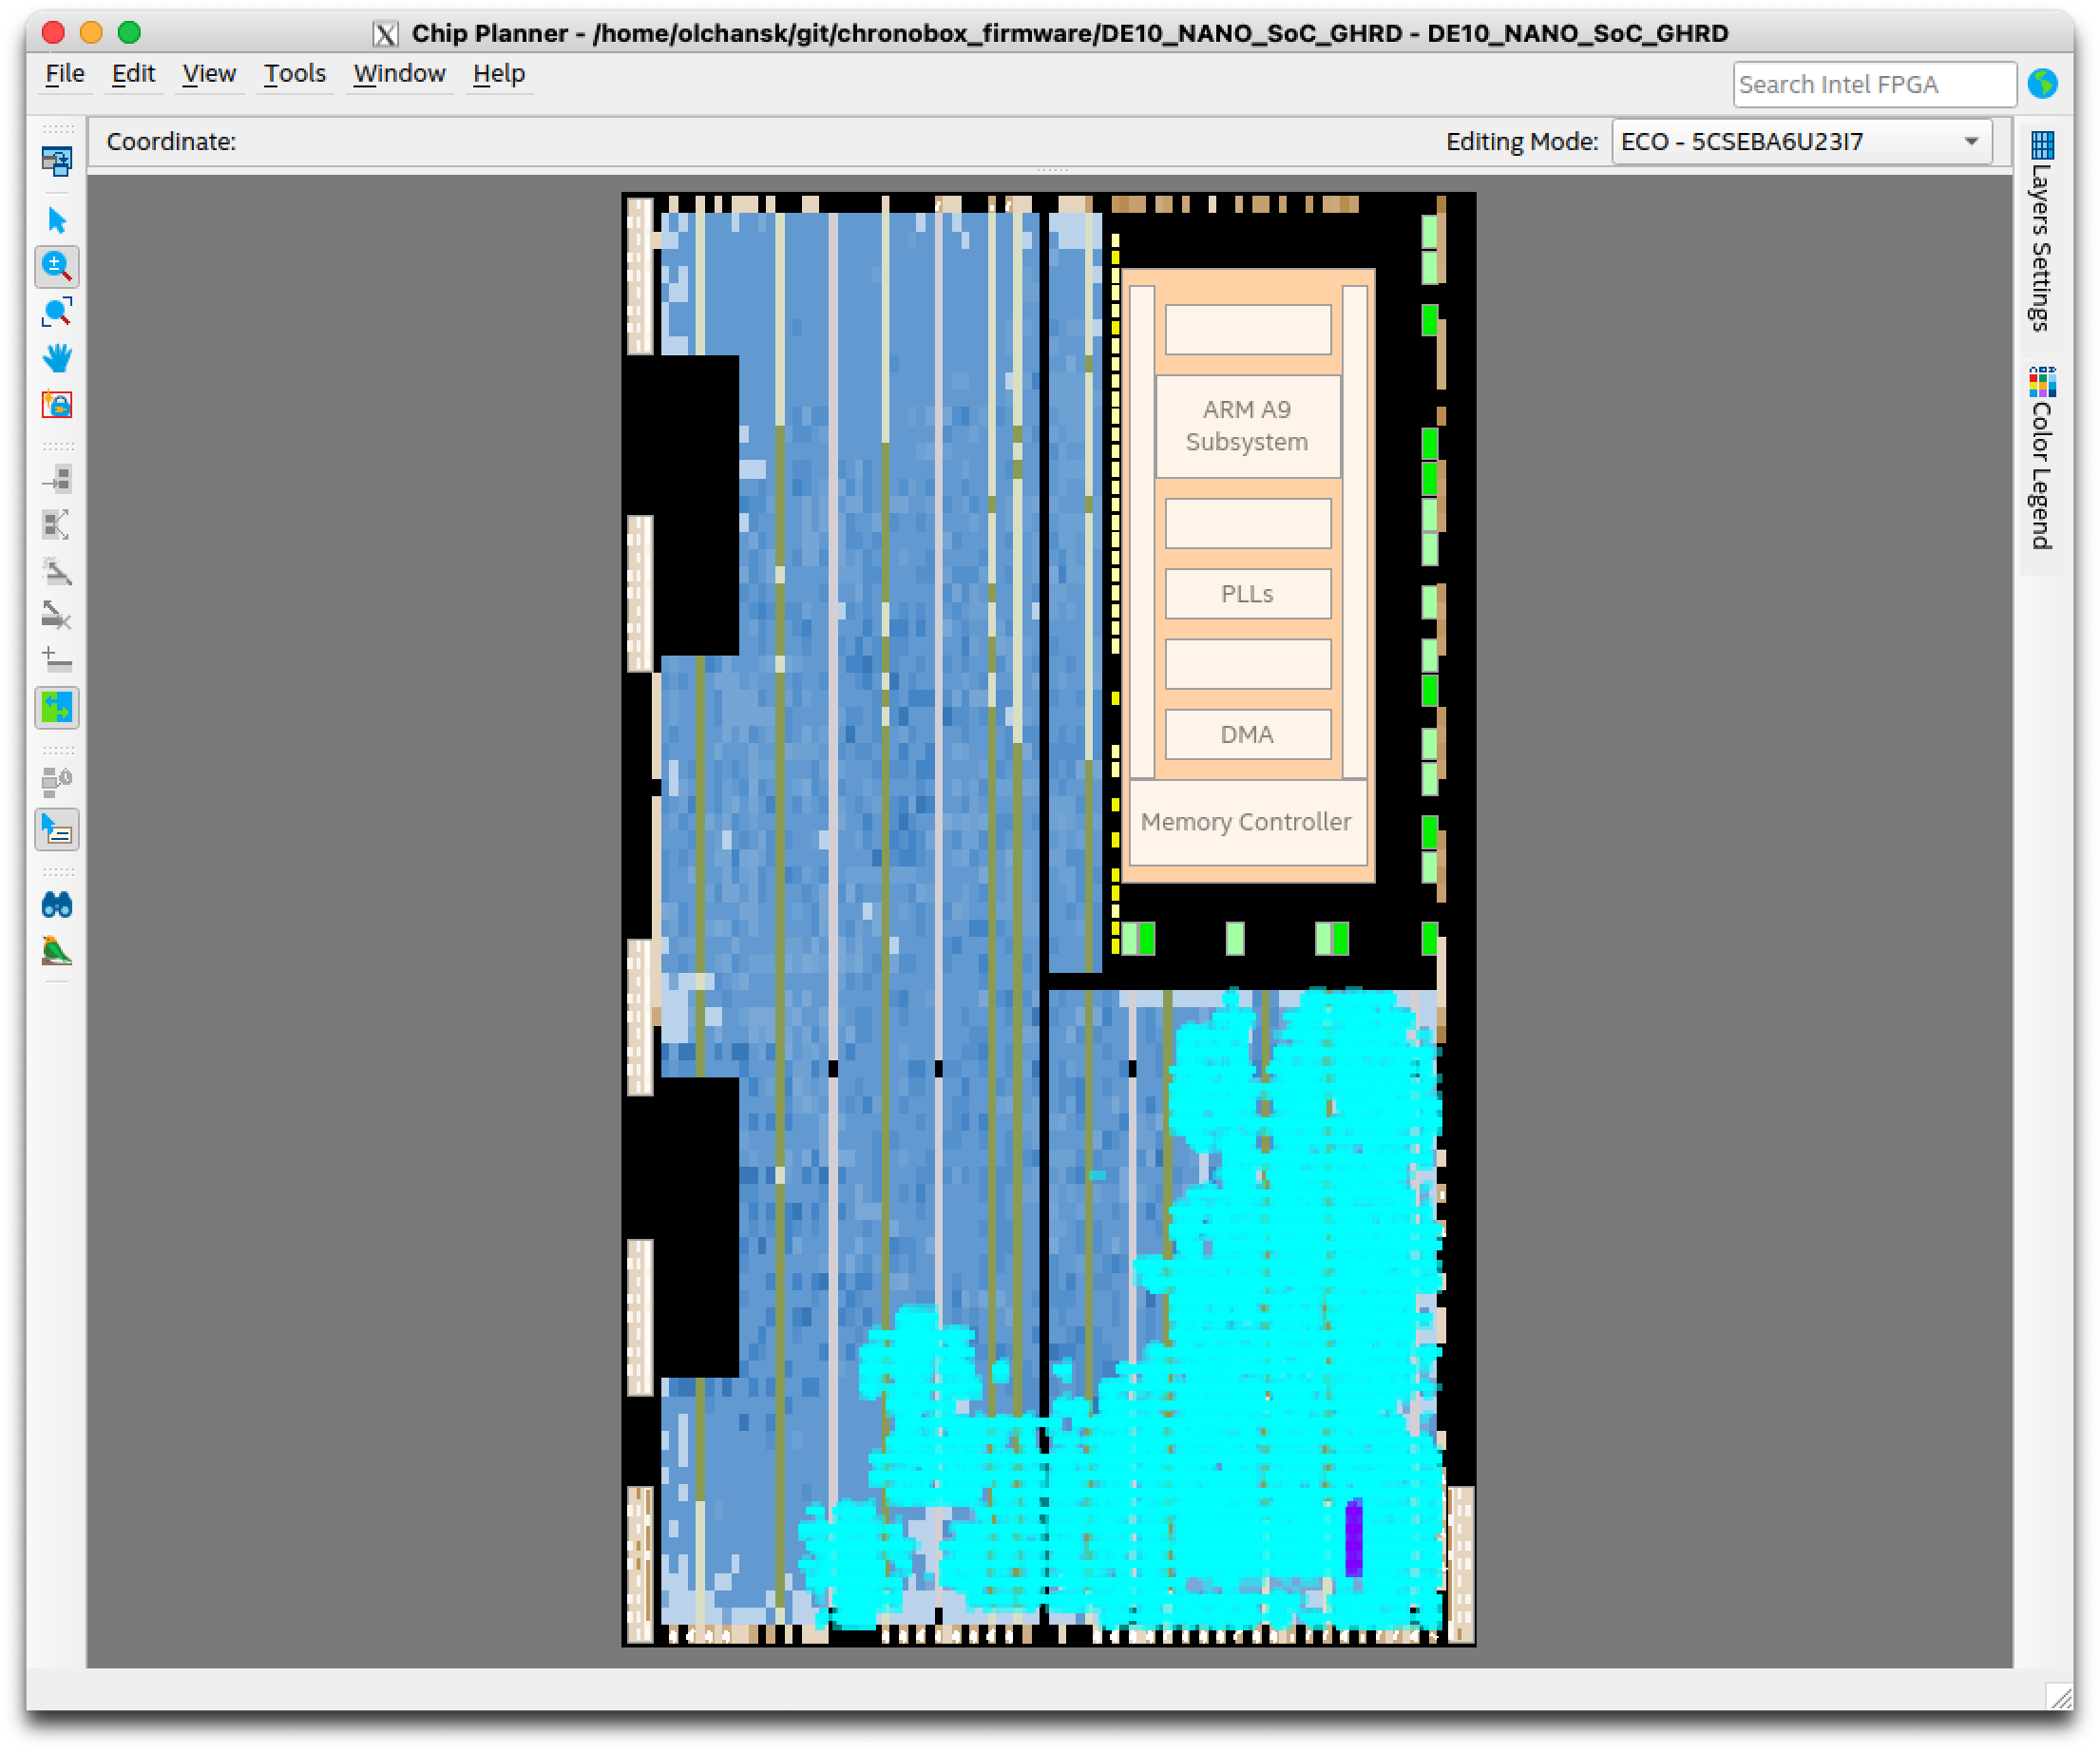 Chip Planner - /home/olchansk/git/chronobox_firmware/DE10_NANO_SoC_GHRD - DE10_NANO_SoC_GHRD
File Edit View Tools Window Help
Search Intel FPGA
Coordinate:
Editing Mode: ECO - 5CSEBA6U23I7
Layers Settings
Color Legend
ARM A9
Subsystem
PLLs
DMA
Memory Controller